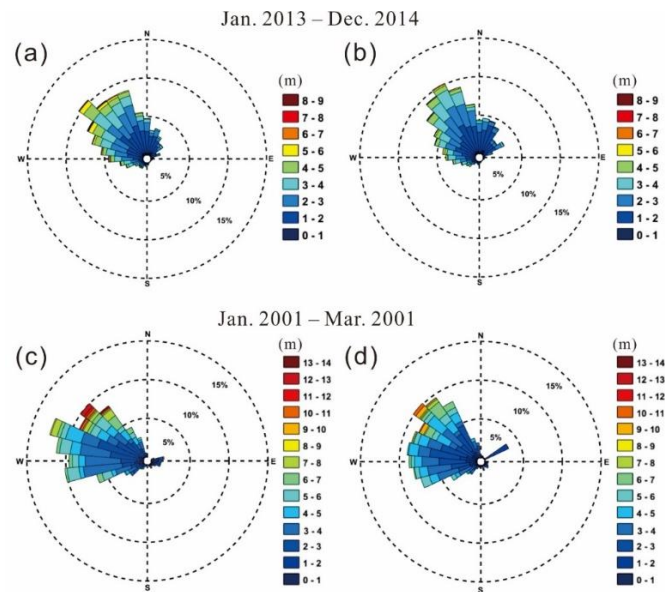 Jan. 2013 – Dec. 2014
(a)
N
W
E
S
5%
10%
15%
(m)
8 - 9
7 - 8
6 - 7
5 - 6
4 - 5
3 - 4
2 - 3
1 - 2
0 - 1
(b)
N
W
E
S
5%
10%
15%
(m)
8 - 9
7 - 8
6 - 7
5 - 6
4 - 5
3 - 4
2 - 3
1 - 2
0 - 1
Jan. 2001 – Mar. 2001
(c)
N
W
E
S
15%
10%
5%
(m)
13 - 14
12 - 13
11 - 12
10 - 11
9 - 10
8 - 9
7 - 8
6 - 7
5 - 6
4 - 5
3 - 4
2 - 3
1 - 2
0 - 1
(d)
N
W
E
S
15%
10%
5%
(m)
13 - 14
12 - 13
11 - 12
10 - 11
9 - 10
8 - 9
7 - 8
6 - 7
5 - 6
4 - 5
3 - 4
2 - 3
1 - 2
0 - 1